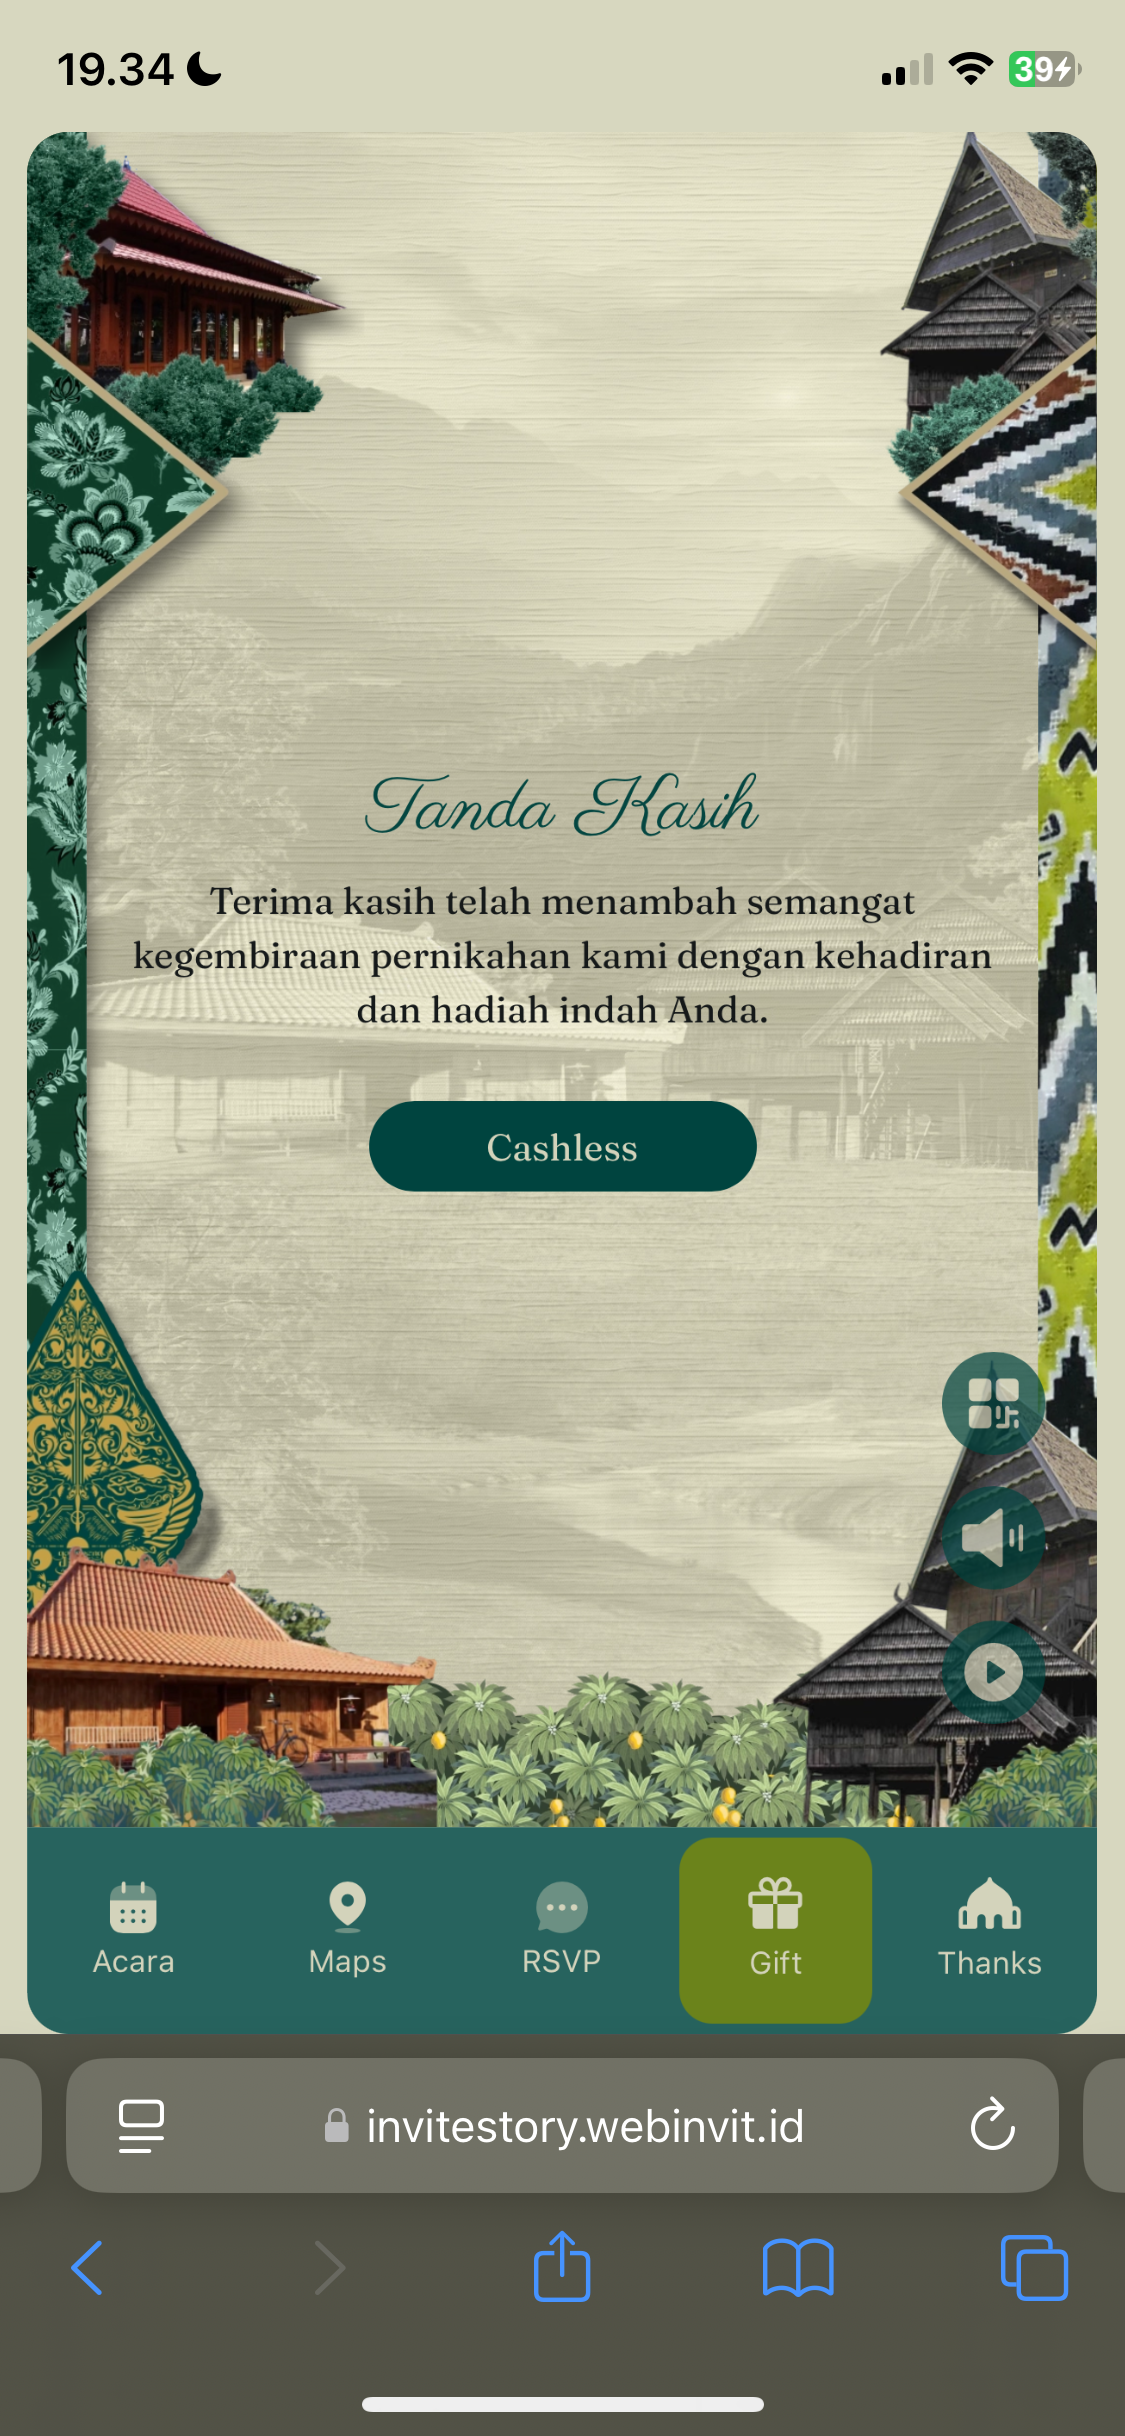 19.34
39
Tanda Kasih
Terima kasih telah menambah semangat
kegembiraan pernikahan kami dengan kehadiran
dan hadiah indah Anda.
Cashless
Acara
Maps
RSVP
Gift
Thanks
invitestory.webinvit.id